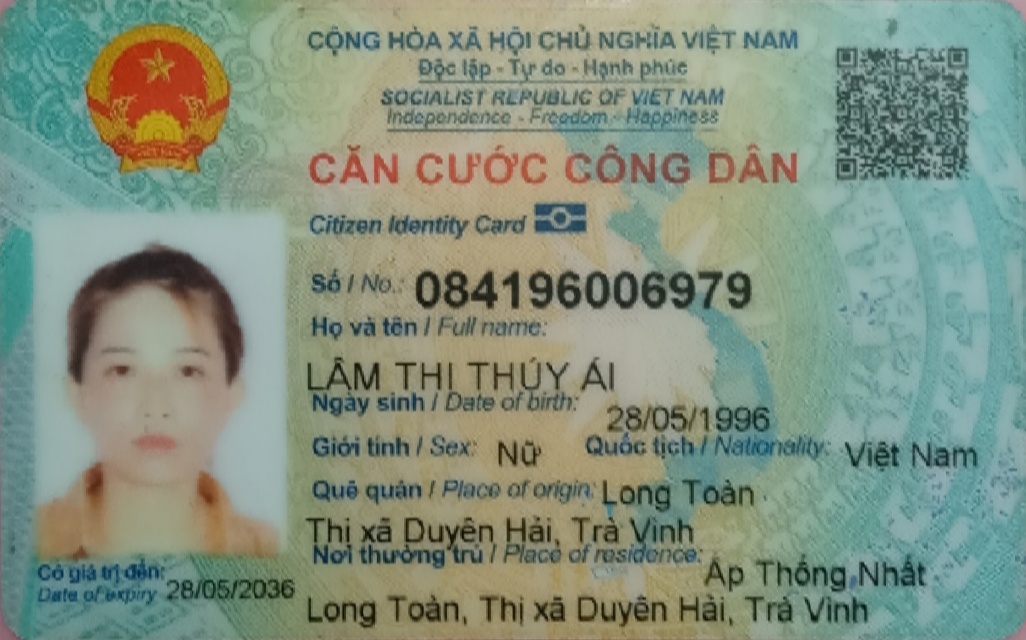 CỘNG HÒA XÃ HỘI CHỦ NGHĨA VIỆT NAM
Độc lập - Tự do - Hạnh phúc
SOCIALIST REPUBLIC OF VIET NAM
Independence - Freedom - Happiness
CĂN CƯỚC CÔNG DÂN
Citizen Identity Card
Số / No.: 084196006979
Họ và tên / Full name:
LÂM THỊ THÚY ÁI
Ngày sinh / Date of birth: 28/05/1996
Giới tính / Sex: Nữ Quốc tịch / Nationality: Việt Nam
Quê quán / Place of origin: Long Toàn
Thị xã Duyên Hải, Trà Vinh
Nơi thường trú / Place of residence: Ấp Thống Nhất
Long Toàn, Thị xã Duyên Hải, Trà Vinh
Có giá trị đến: 28/05/2036
Date of expiry